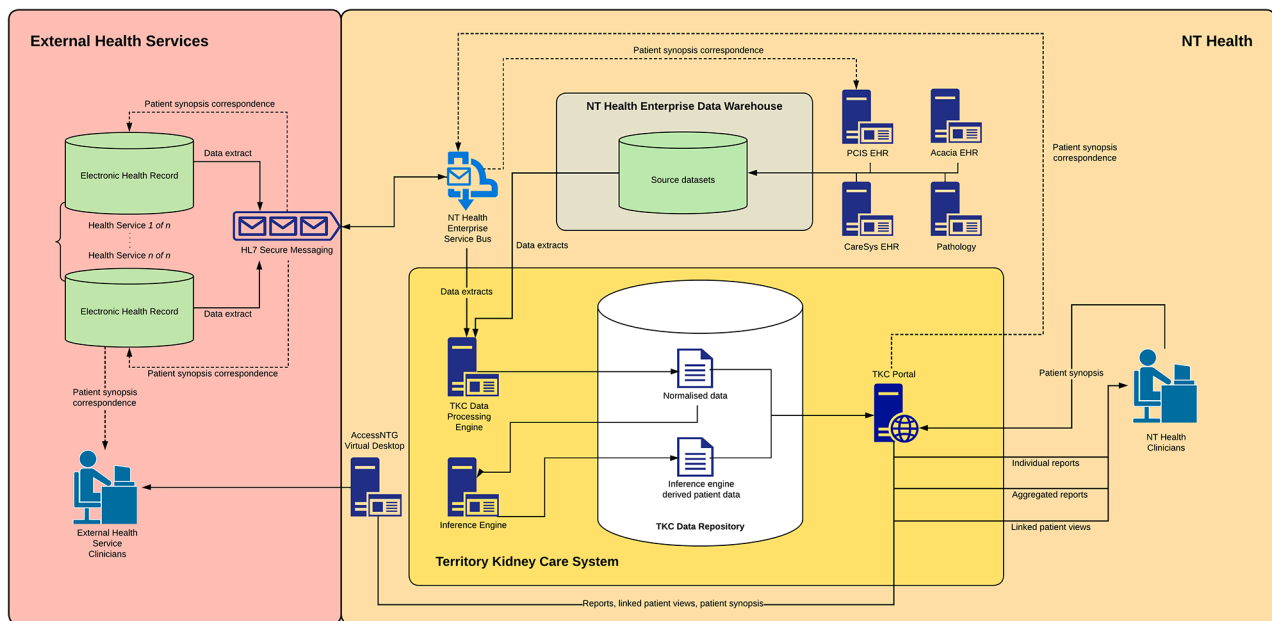 External Health Services
NT Health
Patient synopsis correspondence
NT Health Enterprise Data Warehouse
Patient synopsis correspondence
Electronic Health Record
Data extract
Source datasets
PCIS EHR
Acacia EHR
Patient synopsis
correspondence
Health Service 1 of n
Health Service n of n
HL7 Secure Messaging
NT Health
Enterprise
Service Bus
Data extracts
CareSys EHR
Pathology
Electronic Health Record
Data extract
Data extracts
Patient synopsis correspondence
Patient synopsis
correspondence
TKC Data
Processing
Engine
Normalised data
TKC Portal
Patient synopsis
NT Health
Clinicians
AccessNTG
Virtual Desktop
Inference Engine
Inference engine
derived patient data
TKC Data Repository
Individual reports
Aggregated reports
Linked patient views
External Health
Service
Clinicians
Territory Kidney Care System
Reports, linked patient views, patient synopsis